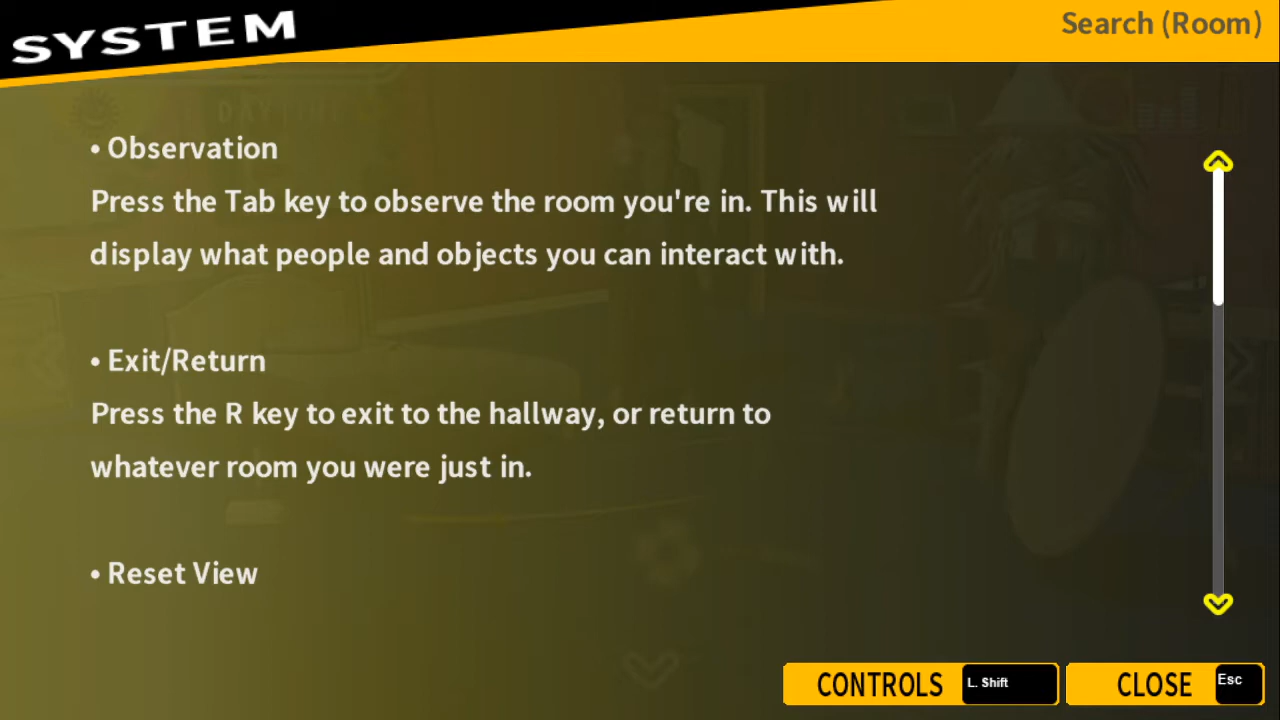 SYSTEM
Search (Room)
DAYTIME
• Observation
Press the Tab key to observe the room you're in. This will
display what people and objects you can interact with.
• Exit/Return
Press the R key to exit to the hallway, or return to
whatever room you were just in.
• Reset View
CONTROLS L. Shift
CLOSE Esc